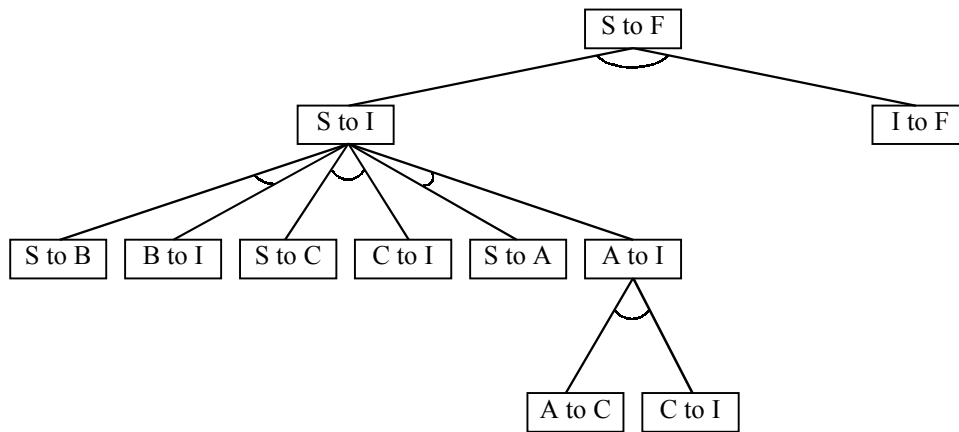 S to F
S to I
I to F
S to B
B to I
S to C
C to I
S to A
A to I
A to C
C to I